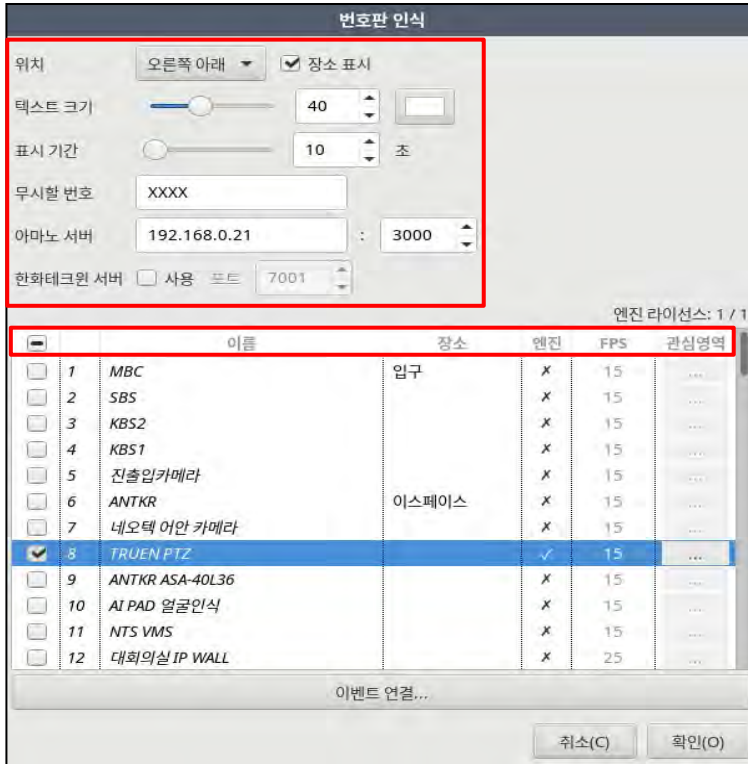 번호판 인식
위치 오른쪽 아래 장소 표시
텍스트 크기 40
표시 기간 10 초
무시할 번호 XXXX
아마노 서버 192.168.0.21 : 3000
한화테크윈 서버 사용 포트 7001
엔진 라이선스: 1 / 1
이름 장소 엔진 FPS 관심영역
1 MBC 입구 ✗ 15 ...
2 SBS ✗ 15 ...
3 KBS2 ✗ 15 ...
4 KBS1 ✗ 15 ...
5 진출입카메라 ✗ 15 ...
6 ANTKR 이스페이스 ✗ 15 ...
7 네오텍 어안 카메라 ✗ 15 ...
8 TRUEN PTZ ✓ 15 ...
9 ANTKR ASA-40L36 ✗ 15 ...
10 AI PAD 얼굴인식 ✗ 15 ...
11 NTS VMS ✗ 15 ...
12 대회의실 IP WALL ✗ 25 ...
이벤트 연결...
취소(C) 확인(O)